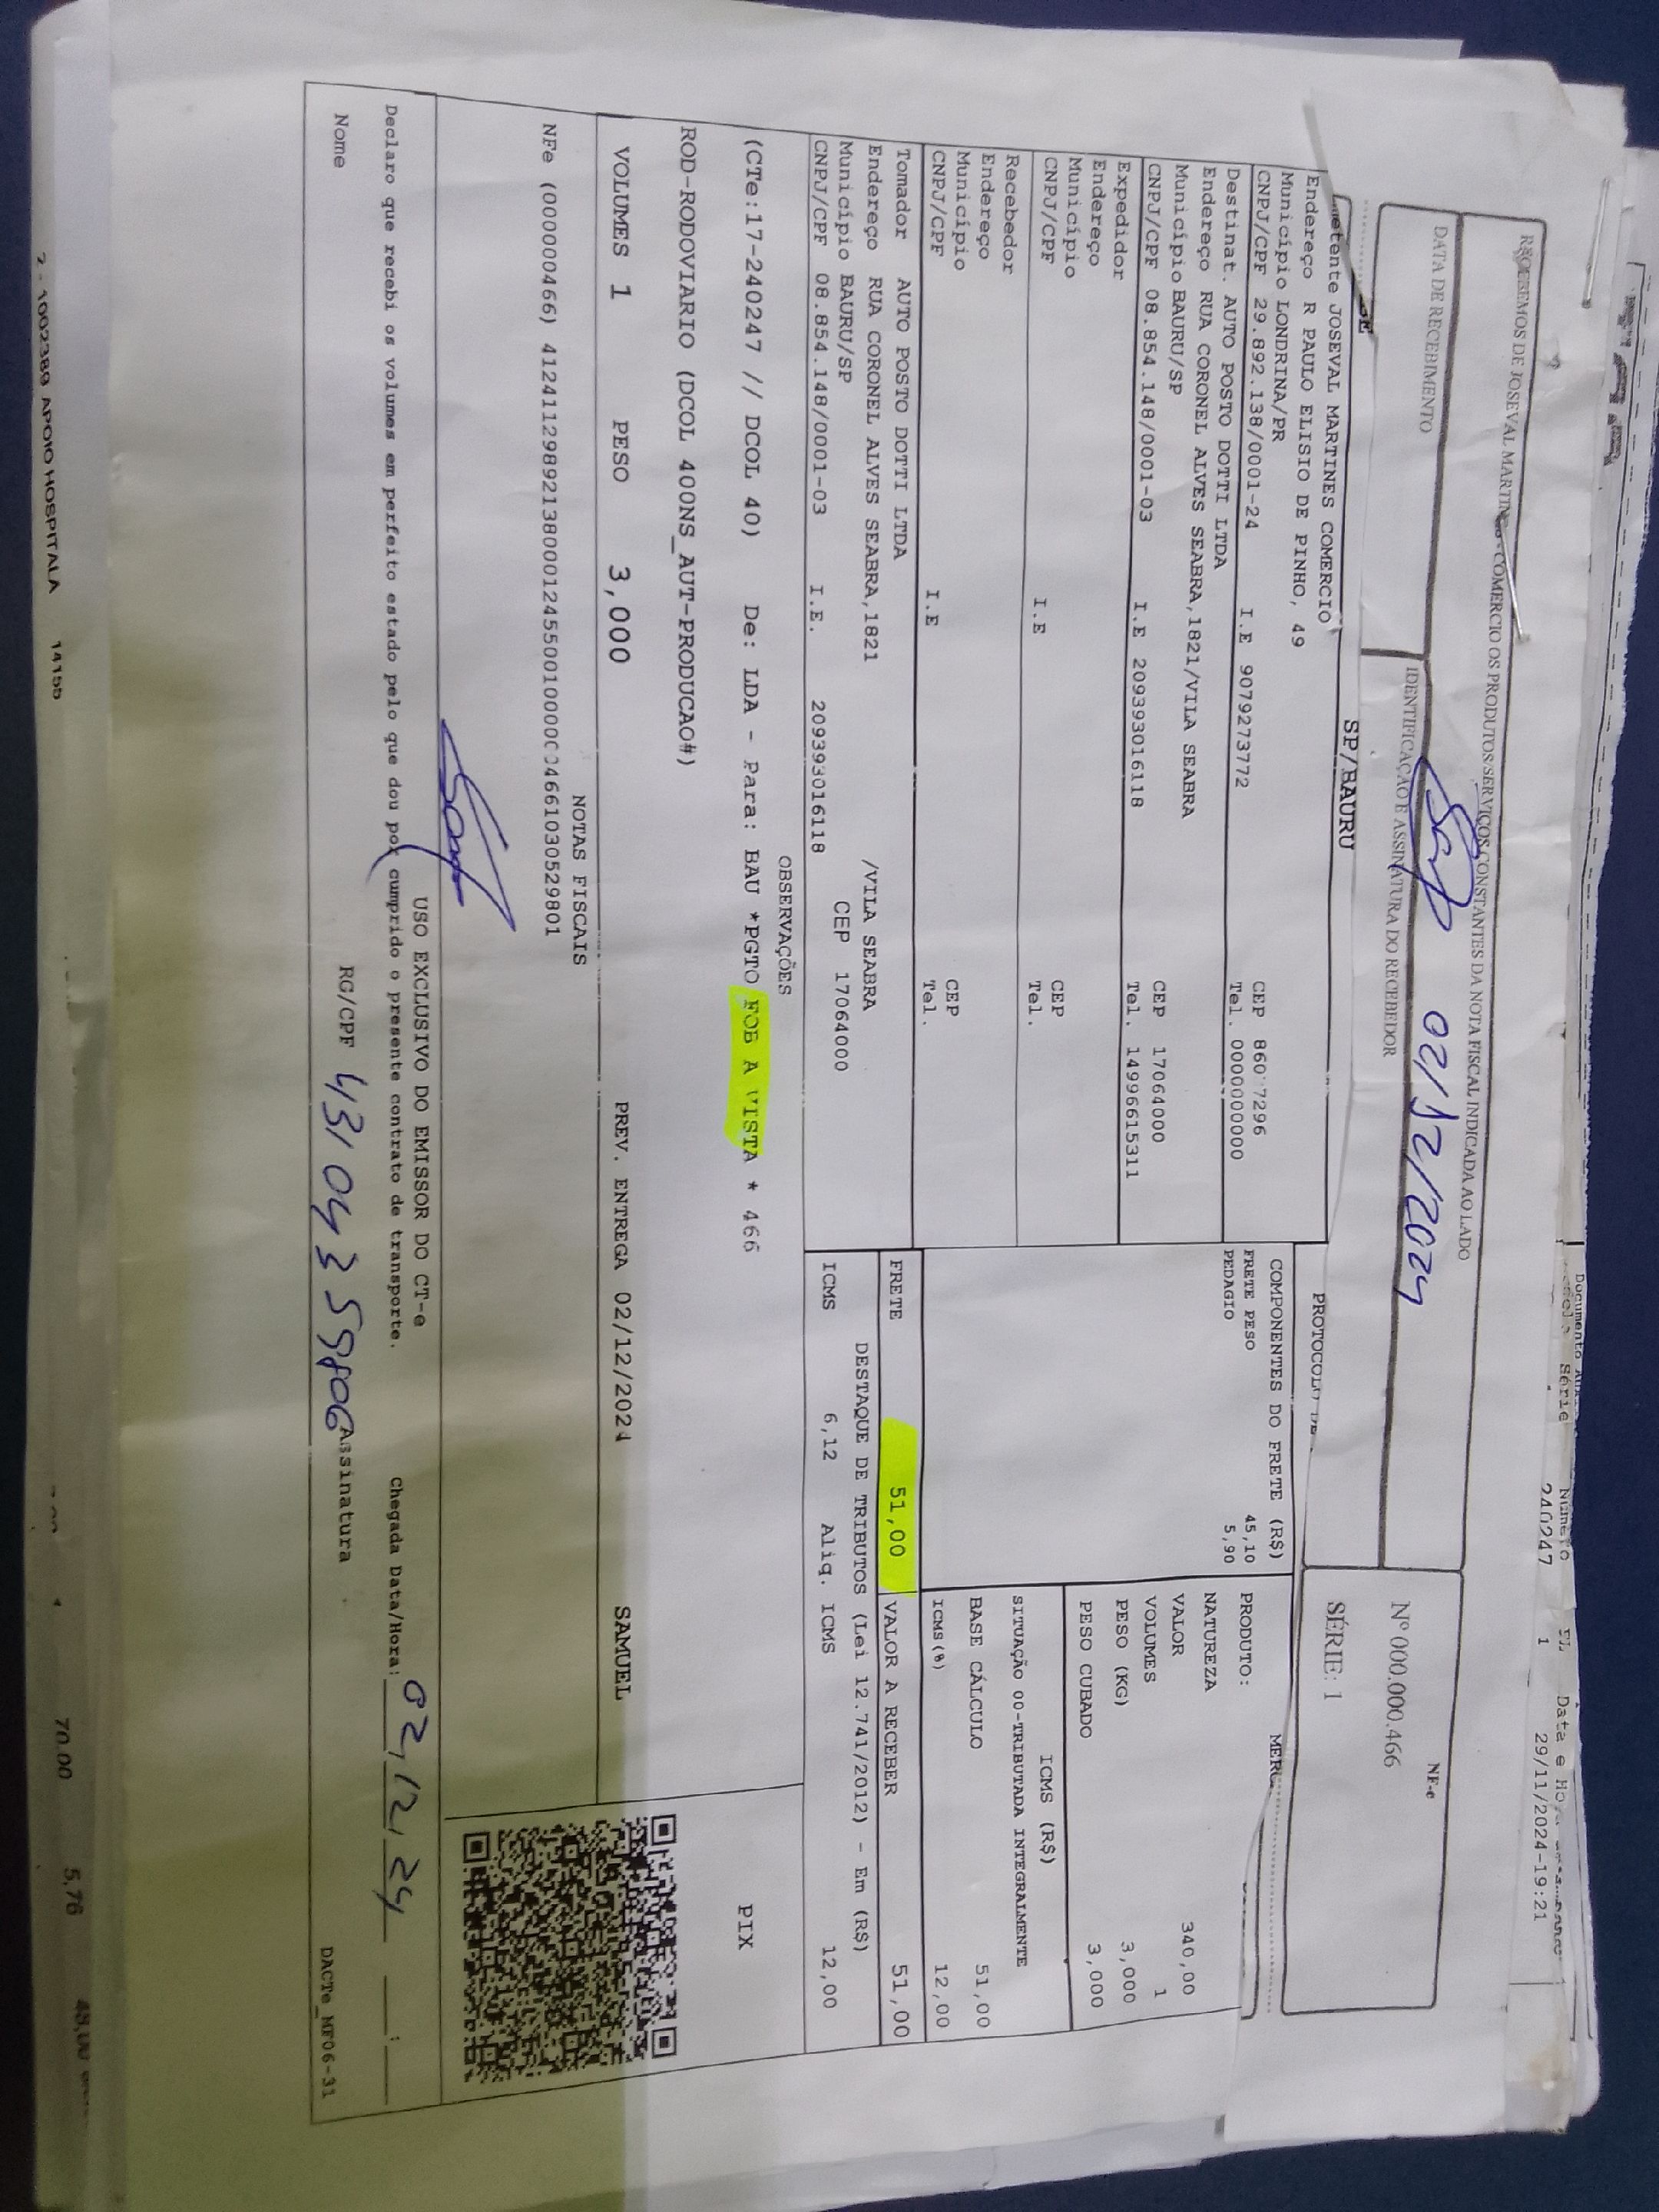 Número
240247
FL
1
29/11/2024-19:21
RECEBEMOS DE JOSEVAL MARTINES COMERCIO OS PRODUTOS/SERVIÇOS CONSTANTES DA NOTA FISCAL INDICADA AO LADO
DATA DE RECEBIMENTO
IDENTIFICAÇÃO E ASSINATURA DO RECEBEDOR
02/12/2024
NF-e
Nº 000.000.466
SÉRIE: 1
SP/BAURU
JOSEVAL MARTINES COMERCIO
Endereço R PAULO ELISIO DE PINHO, 49
Município LONDRINA/PR
CNPJ/CPF 29.892.138/0001-24 I.E 9079273772
CEP
Tel. 0000000000
Destinat. AUTO POSTO DOTTI LTDA
Endereço RUA CORONEL ALVES SEABRA,1821/VILA SEABRA
Município BAURU/SP CEP 17064000
CNPJ/CPF 08.854.148/0001-03 I.E 209393016118 Tel. 14996615311
Expedidor
Endereço
Município CEP
CNPJ/CPF I.E Tel.
Recebedor
Endereço
Município CEP
CNPJ/CPF I.E Tel.
Tomador AUTO POSTO DOTTI LTDA
Endereço RUA CORONEL ALVES SEABRA,1821 /VILA SEABRA
Município BAURU/SP CEP 17064000
CNPJ/CPF 08.854.148/0001-03 I.E. 209393016118
COMPONENTES DO FRETE (R$)
FRETE PESO 45,10
PEDAGIO 5,90
PRODUTO:
NATUREZA
VALOR 340,00
VOLUMES 1
PESO (KG) 3,000
PESO CUBADO 3,000
ICMS (R$)
SITUAÇÃO 00-TRIBUTADA INTEGRALMENTE
BASE CÁLCULO 51,00
ICMS(%) 12,00
FRETE 51,00 VALOR A RECEBER 51,00
DESTAQUE DE TRIBUTOS (Lei 12.741/2012) - Em (R$)
ICMS 6,12 Aliq. ICMS 12,00
OBSERVAÇÕES
(CTe:17-240247 // DCOL 40) De: LDA - Para: BAU *PGTO FOB A VISTA * 466
PIX
ROD-RODOVIARIO (DCOL 400NS_AUT-PRODUCAO#)
VOLUMES 1 PESO 3,000 PREV. ENTREGA 02/12/2024 SAMUEL
NOTAS FISCAIS
NFe (000000466) 41241129892138000124550010000004661030529801
USO EXCLUSIVO DO EMISSOR DO CT-e
Declaro que recebi os volumes em perfeito estado pelo que dou por cumprido o presente contrato de transporte. Chegada Data/Hora: 02/12/24
Nome RG/CPF Assinatura
DACTe_MF06-31
2 - 1002389 APOIO HOSPITALA 14155 70.00 5,76